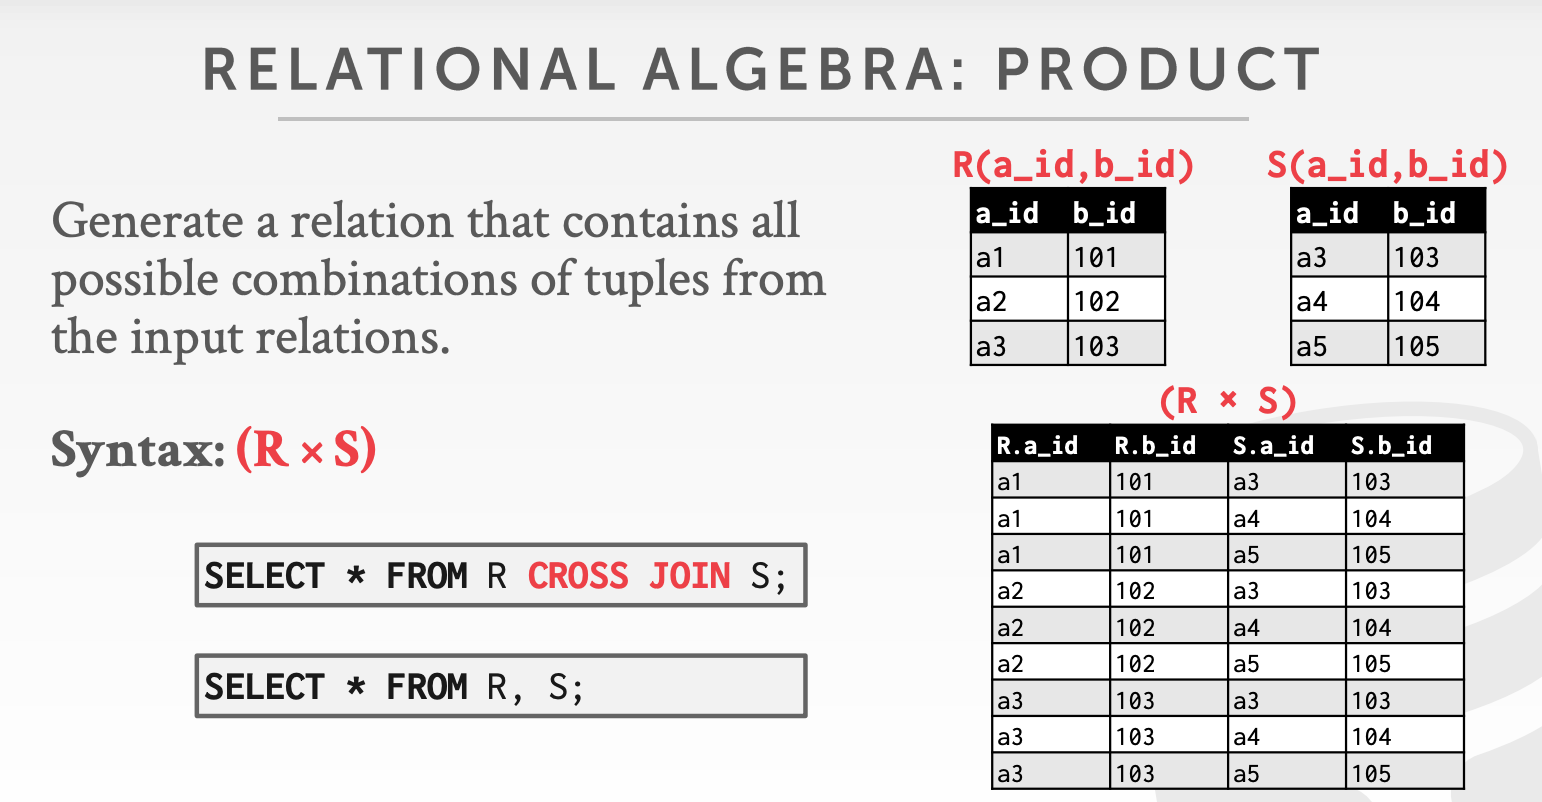 RELATIONAL ALGEBRA: PRODUCT
Generate a relation that contains all
possible combinations of tuples from
the input relations.
Syntax: (R × S)
SELECT * FROM R CROSS JOIN S;
SELECT * FROM R, S;
R(a_id,b_id)
a_id b_id
a1 101
a2 102
a3 103
S(a_id,b_id)
a_id b_id
a3 103
a4 104
a5 105
(R × S)
R.a_id R.b_id S.a_id S.b_id
a1 101 a3 103
a1 101 a4 104
a1 101 a5 105
a2 102 a3 103
a2 102 a4 104
a2 102 a5 105
a3 103 a3 103
a3 103 a4 104
a3 103 a5 105